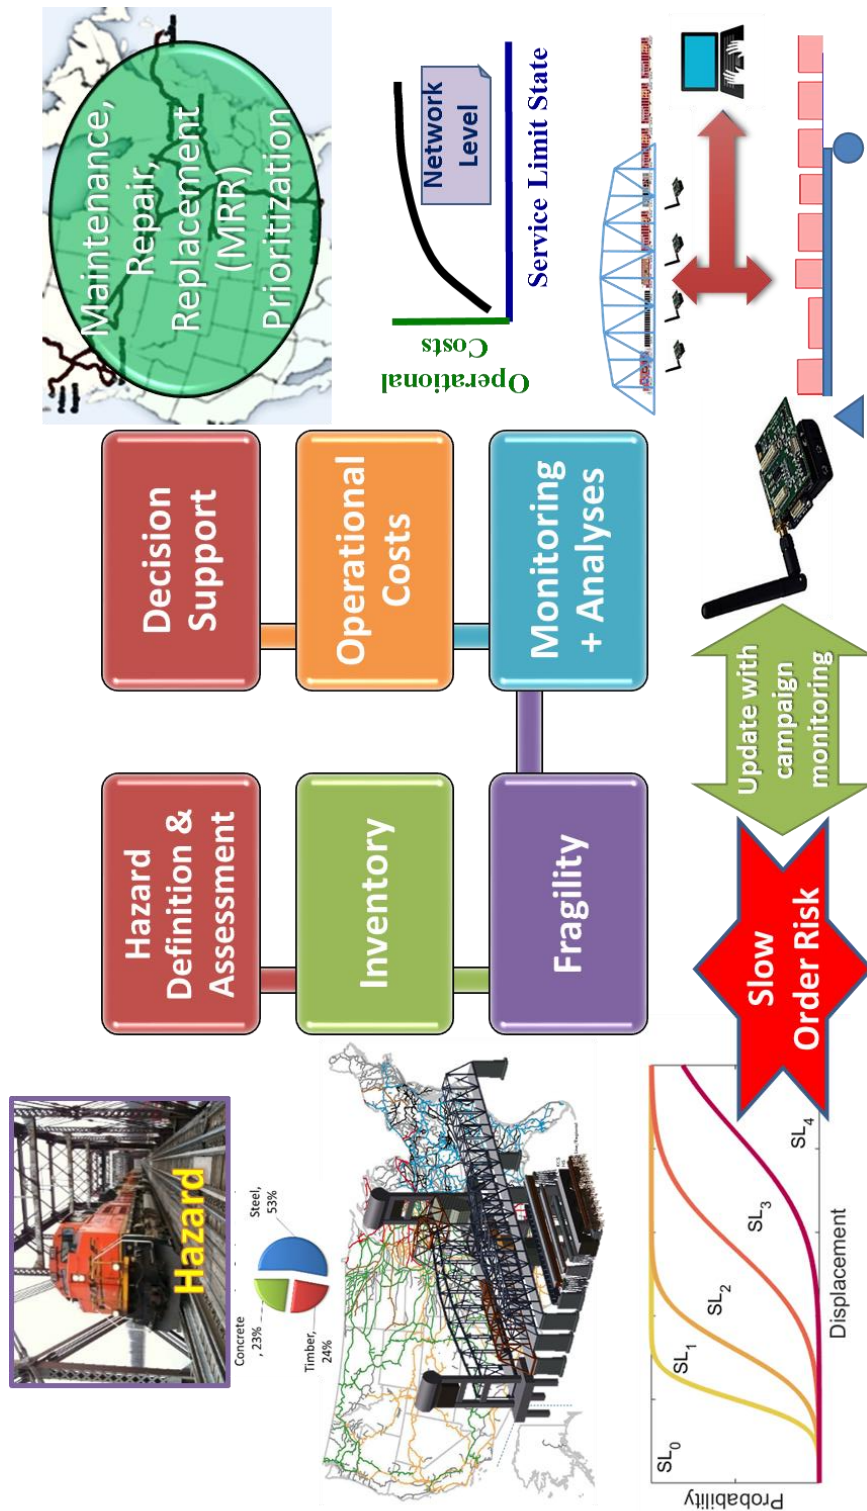 Hazard
Concrete
, 23%
Steel,
53%
Timber,
24%
Probability
SL0
SL1
SL2
SL3
SL4
Displacement
Hazard
Definition &
Assessment
Inventory
Fragility
Slow
Order Risk
Update with
campaign
monitoring
Decision
Support
Operational
Costs
Monitoring
+ Analyses
Maintenance,
Repair,
Replacement
(MRR)
Prioritization
Operational
Costs
Network
Level
Service Limit State